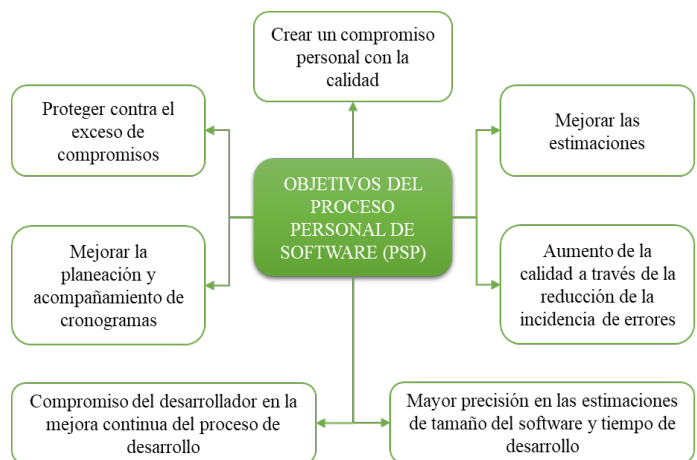 Crear un compromiso
personal con la
calidad
Proteger contra el
exceso de
compromisos
Mejorar las
estimaciones
OBJETIVOS DEL
PROCESO
PERSONAL DE
SOFTWARE (PSP)
Mejorar la
planeación y
acompañamiento de
cronogramas
Aumento de la
calidad a través de la
reducción de la
incidencia de errores
Compromiso del desarrollador en la
mejora continua del proceso de
desarrollo
Mayor precisión en las estimaciones
de tamaño del software y tiempo de
desarrollo